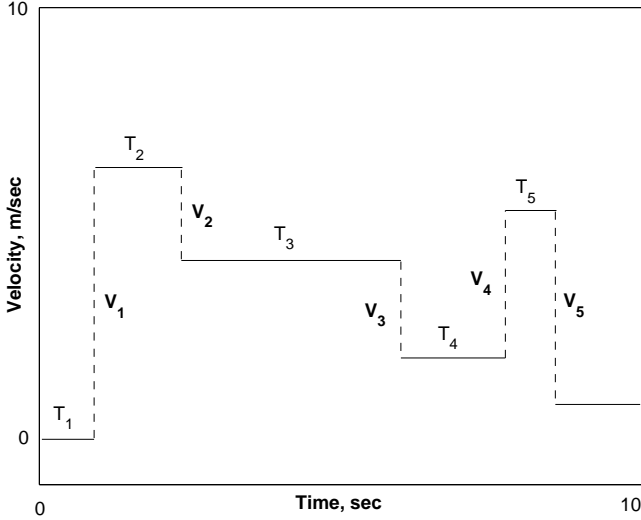 10
T2
T5
V2
T3
Velocity, m/sec
V4
V1
V3
V5
T4
T1
0
0
Time, sec
10